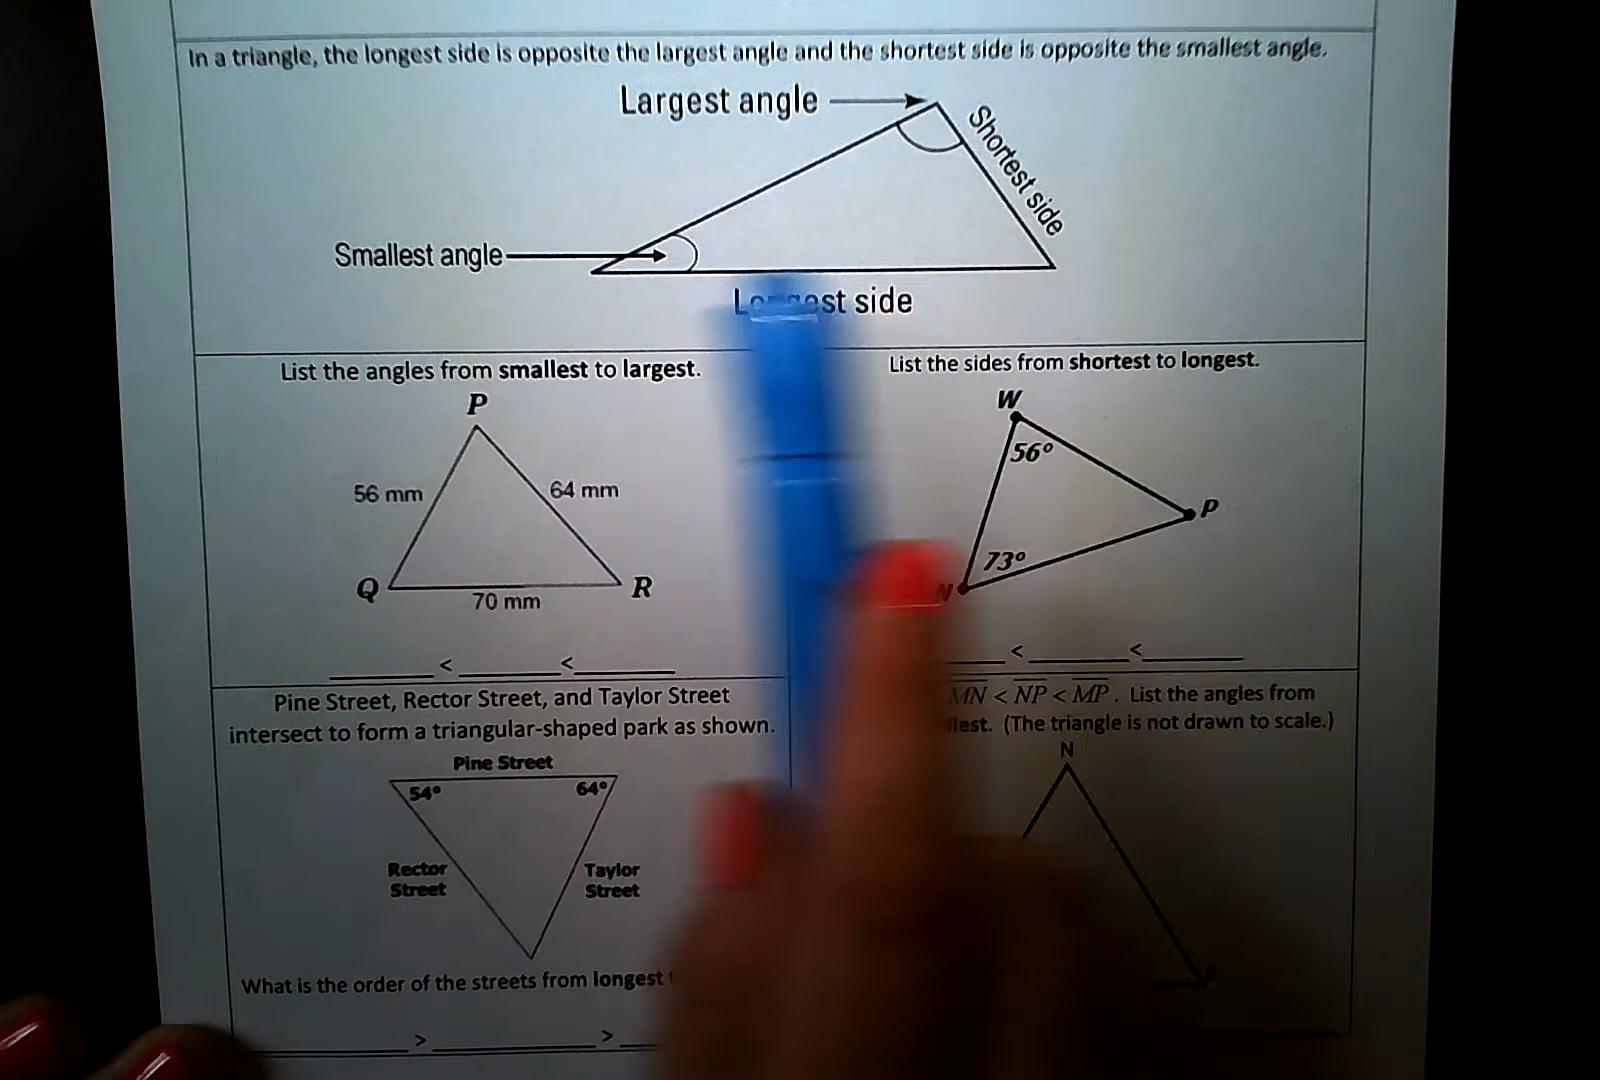 In a triangle, the longest side is opposite the largest angle and the shortest side is opposite the smallest angle.
Largest angle
Shortest side
Smallest angle
side
List the angles from smallest to largest.
P
56 mm
64 mm
Q
R
70 mm
< <
List the sides from shortest to longest.
W
56°
P
73°
N
< <
Pine Street, Rector Street, and Taylor Street
intersect to form a triangular-shaped park as shown.
Pine Street
54°
64°
Rector
Street
Taylor
Street
What is the order of the streets from longest
> >
MN < NP < MP . List the angles from
(The triangle is not drawn to scale.)
N